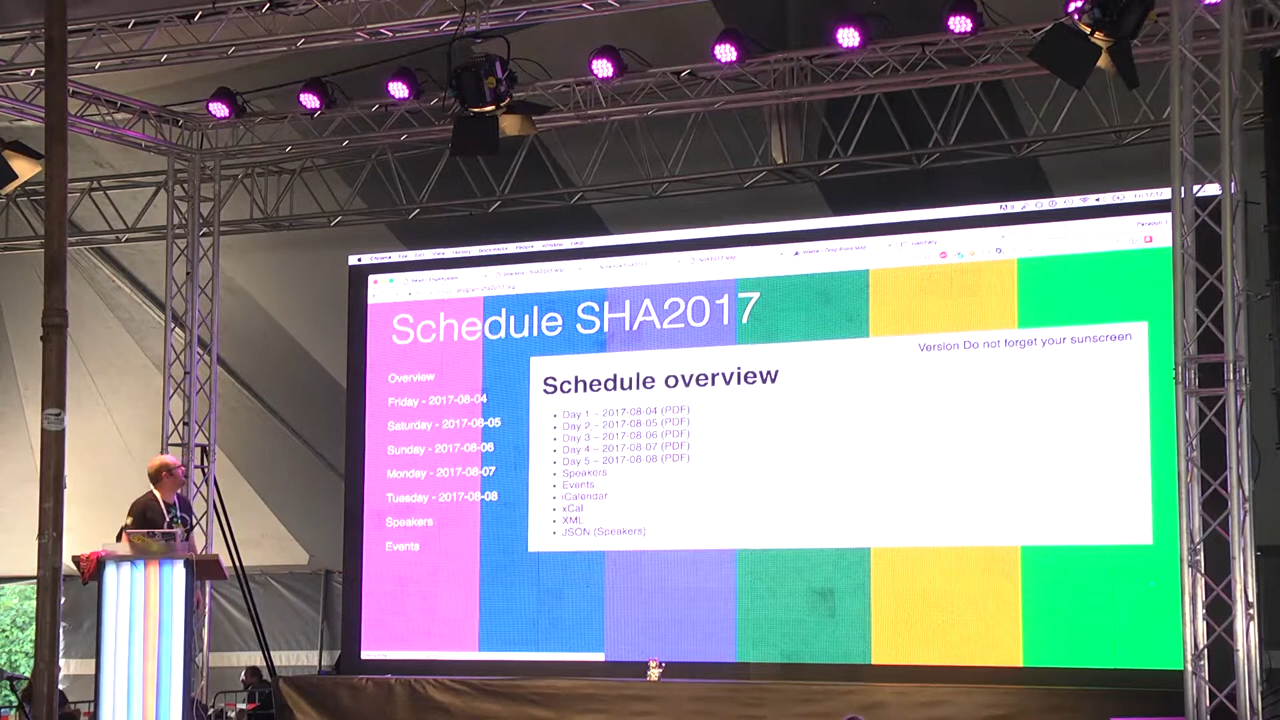 Schedule SHA2017
Version Do not forget your sunscreen
Overview
Friday - 2017-08-04
Saturday - 2017-08-05
Sunday - 2017-08-06
Monday - 2017-08-07
Tuesday - 2017-08-08
Speakers
Events
Schedule overview
Day 1 – 2017-08-04 (PDF)
Day 2 – 2017-08-05 (PDF)
Day 3 – 2017-08-06 (PDF)
Day 4 – 2017-08-07 (PDF)
Day 5 – 2017-08-08 (PDF)
Speakers
Events
iCalendar
xCal
XML
JSON (Speakers)